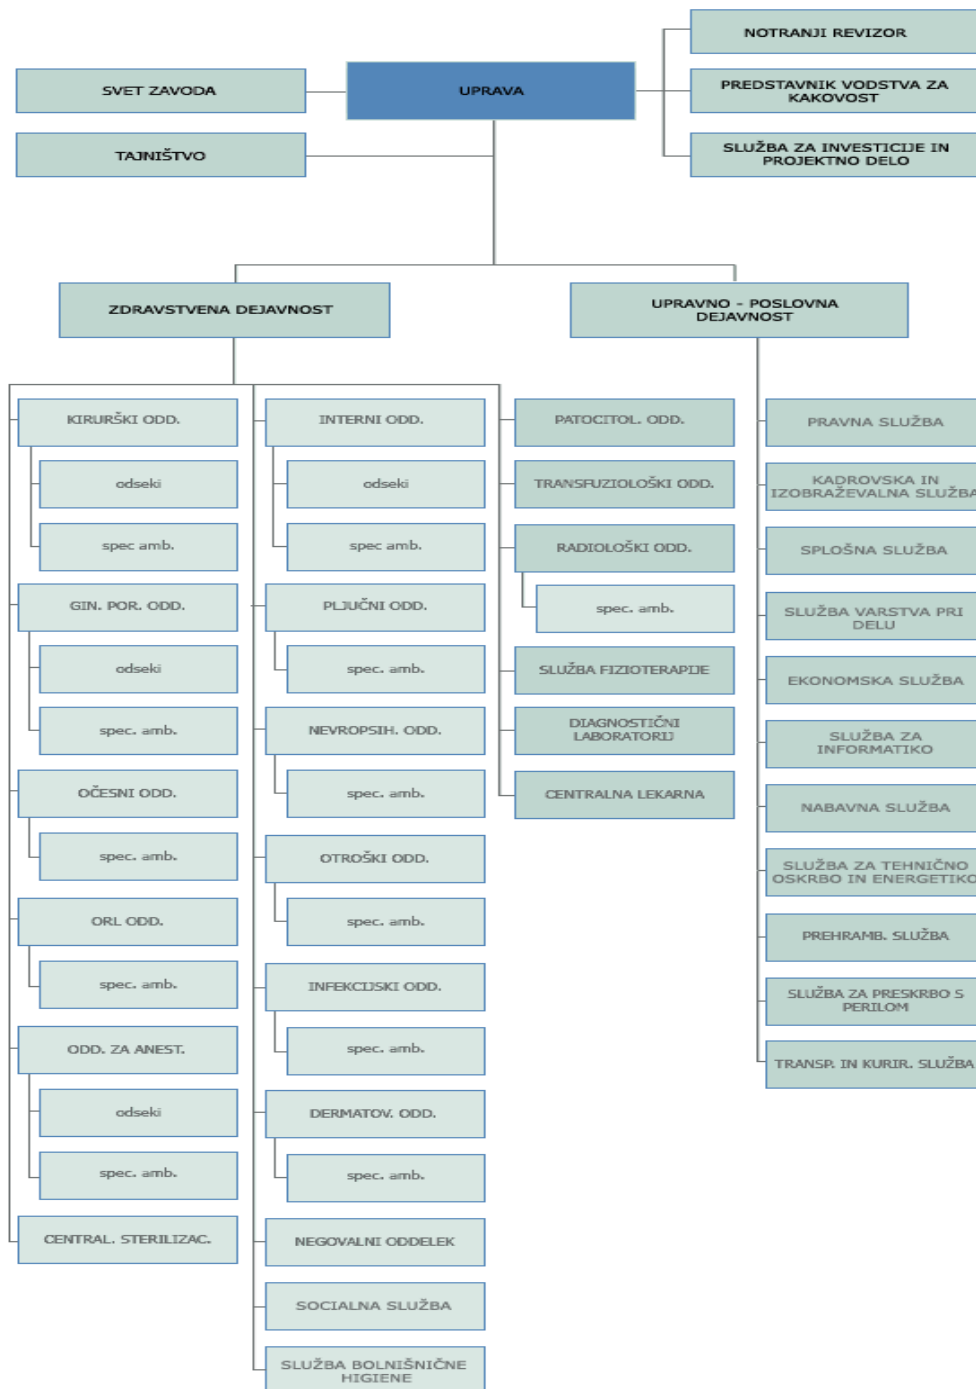 NOTRANJI REVIZOR
SVET ZAVODA
UPRAVA
PREDSTAVNIK VODSTVA ZA
KAKOVOST
TAJNIŠTVO
SLUŽBA ZA INVESTICIJE IN
PROJEKTNO DELO
ZDRAVSTVENA DEJAVNOST
UPRAVNO - POSLOVNA
DEJAVNOST
KIRURŠKI ODD.
odseki
spec amb.
GIN. POR. ODD.
odseki
spec. amb.
OČESNI ODD.
spec. amb.
ORL ODD.
spec. amb.
ODD. ZA ANEST.
odseki
spec. amb.
CENTRAL. STERILIZAC.
INTERNI ODD.
odseki
spec amb.
PLJUČNI ODD.
spec. amb.
NEVROPSIH. ODD.
spec. amb.
OTROŠKI ODD.
spec. amb.
INFEKCIJSKI ODD.
spec. amb.
DERMATOV. ODD.
spec. amb.
NEGOVALNI ODDELEK
SOCIALNA SLUŽBA
SLUŽBA BOLNIŠNIČNE
HIGIENE
PATOCITOL. ODD.
TRANSFUZIOLOŠKI ODD.
RADIOLOŠKI ODD.
spec. amb.
SLUŽBA FIZIOTERAPIJE
DIAGNOSTIČNI
LABORATORIJ
CENTRALNA LEKARNA
PRAVNA SLUŽBA
KADROVSKA IN
IZOBRAŽEVALNA SLUŽBA
SPLOŠNA SLUŽBA
SLUŽBA VARSTVA PRI
DELU
EKONOMSKA SLUŽBA
SLUŽBA ZA
INFORMATIKO
NABAVNA SLUŽBA
SLUŽBA ZA TEHNIČNO
OSKRBO IN ENERGETIKO
PREHRAMB. SLUŽBA
SLUŽBA ZA PRESKRBO S
PERILOM
TRANSP. IN KURIR. SLUŽBA